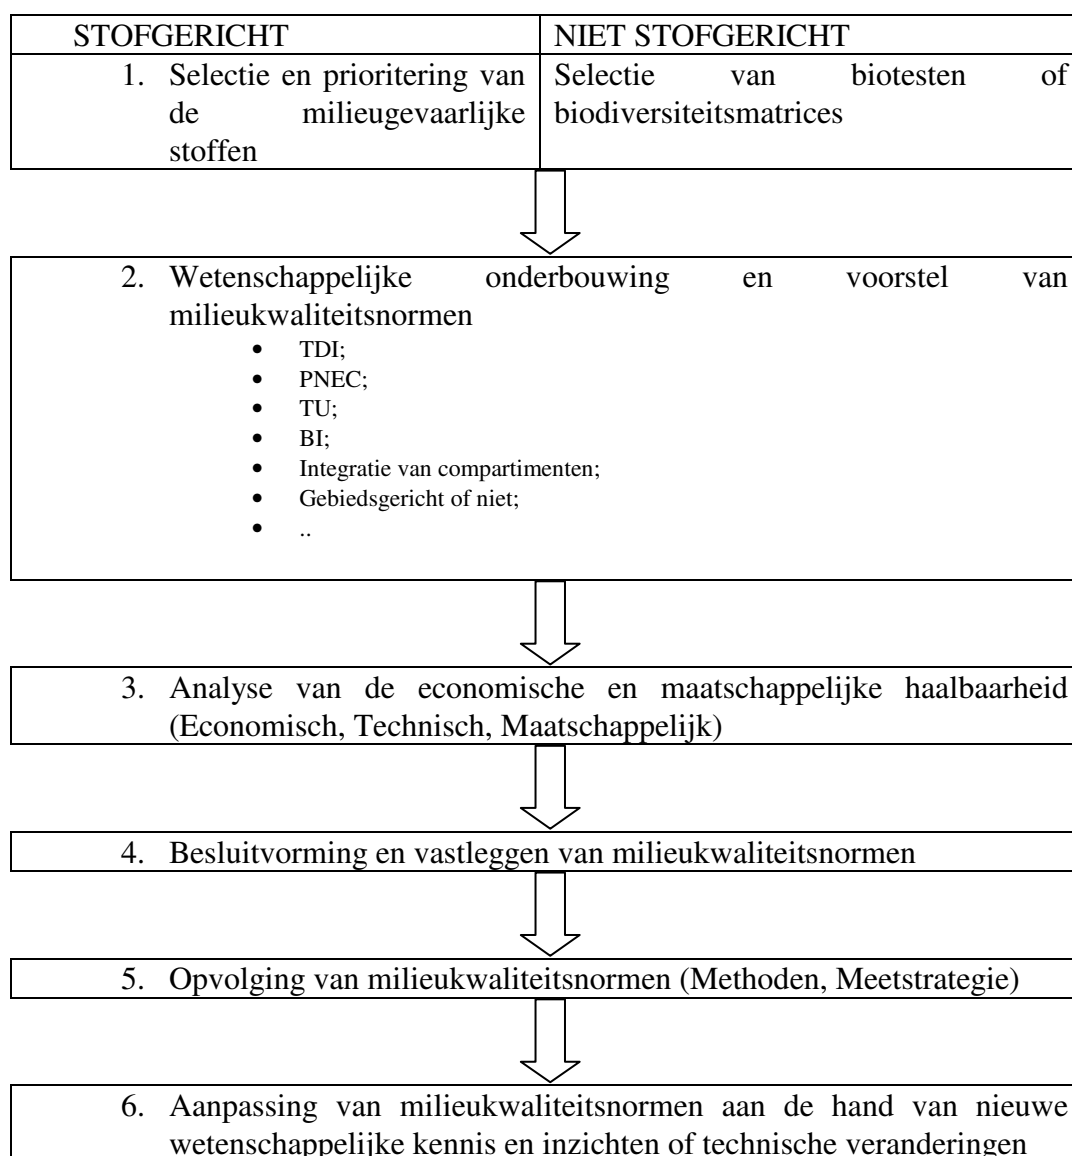 STOFGERICHT
NIET STOFGERICHT
1. Selectie en prioritering van
de milieugevaarlijke
stoffen
Selectie van biotesten of
biodiversiteitsmatrices
2. Wetenschappelijke onderbouwing en voorstel van
milieukwaliteitsnormen
• TDI;
• PNEC;
• TU;
• BI;
• Integratie van compartimenten;
• Gebiedsgericht of niet;
• ..
3. Analyse van de economische en maatschappelijke haalbaarheid
(Economisch, Technisch, Maatschappelijk)
4. Besluitvorming en vastleggen van milieukwaliteitsnormen
5. Opvolging van milieukwaliteitsnormen (Methoden, Meetstrategie)
6. Aanpassing van milieukwaliteitsnormen aan de hand van nieuwe
wetenschappelijke kennis en inzichten of technische veranderingen